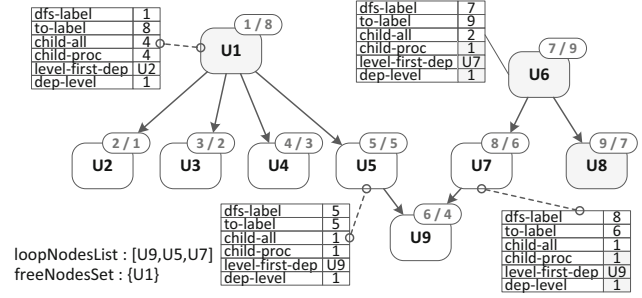 dfs-label 1
to-label 8
child-all 4
child-proc 4
level-first-dep U2
dep-level 1
1 / 8
U1
dfs-label 7
to-label 9
child-all 2
child-proc 1
level-first-dep U7
dep-level 1
7 / 9
U6
2 / 1
U2
3 / 2
U3
4 / 3
U4
5 / 5
U5
8 / 6
U7
9 / 7
U8
6 / 4
U9
dfs-label 5
to-label 5
child-all 1
child-proc 1
level-first-dep U9
dep-level 1
dfs-label 8
to-label 6
child-all 1
child-proc 1
level-first-dep U9
dep-level 1
loopNodesList : [U9,U5,U7]
freeNodesSet : {U1}